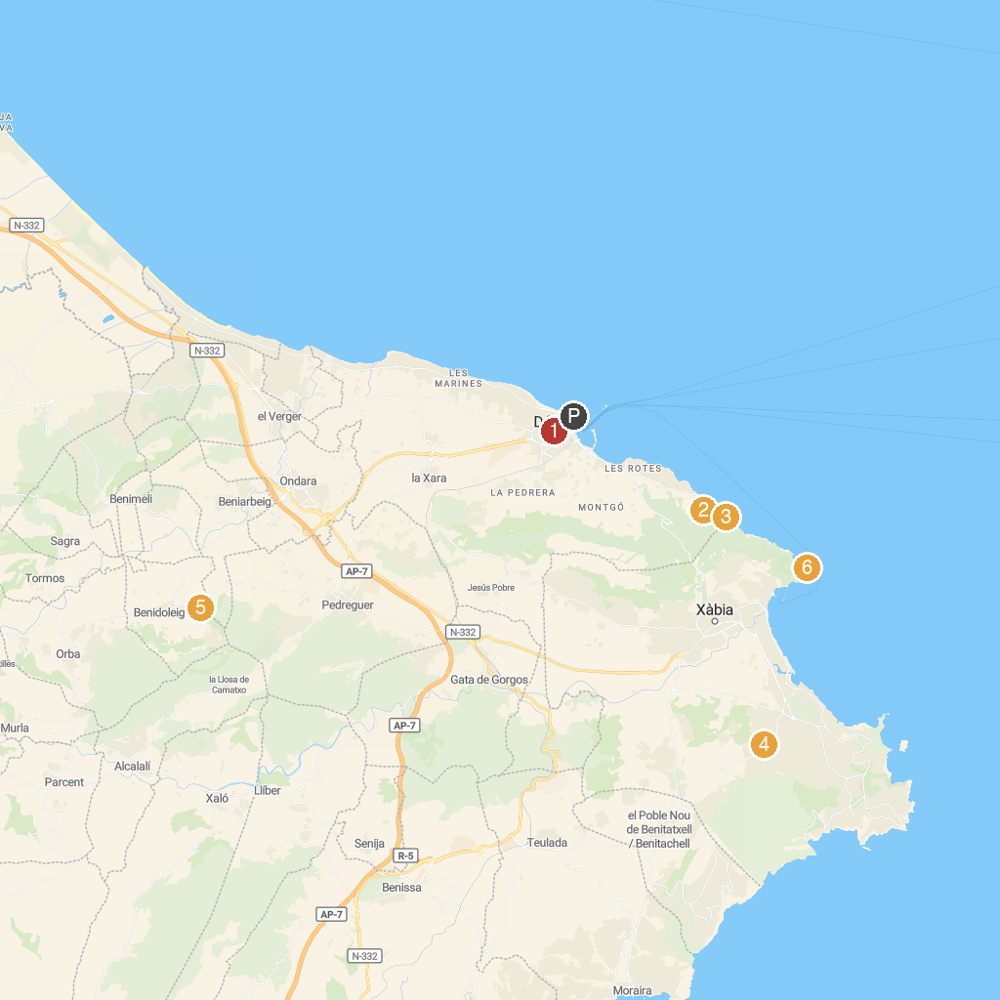 JA
VA
N-332
N-332
LES
MARINES
el Verger
P
1
LES ROTES
la Xara
Ondara
LA PEDRERA
Benimeli
Beniarbeig
MONTGÓ
2
3
Sagra
6
AP-7
Tormos
Jesús Pobre
Pedreguer
5
Benidoleig
Xàbia
N-332
Orba
Gata de Gorgos
la Llosa de
Camatxo
Murla
AP-7
4
Alcalalí
Parcent
Llíber
Xaló
el Poble Nou
de Benitatxell
/ Benitachell
Senija
Teulada
R-5
Benissa
AP-7
N-332
Moraira